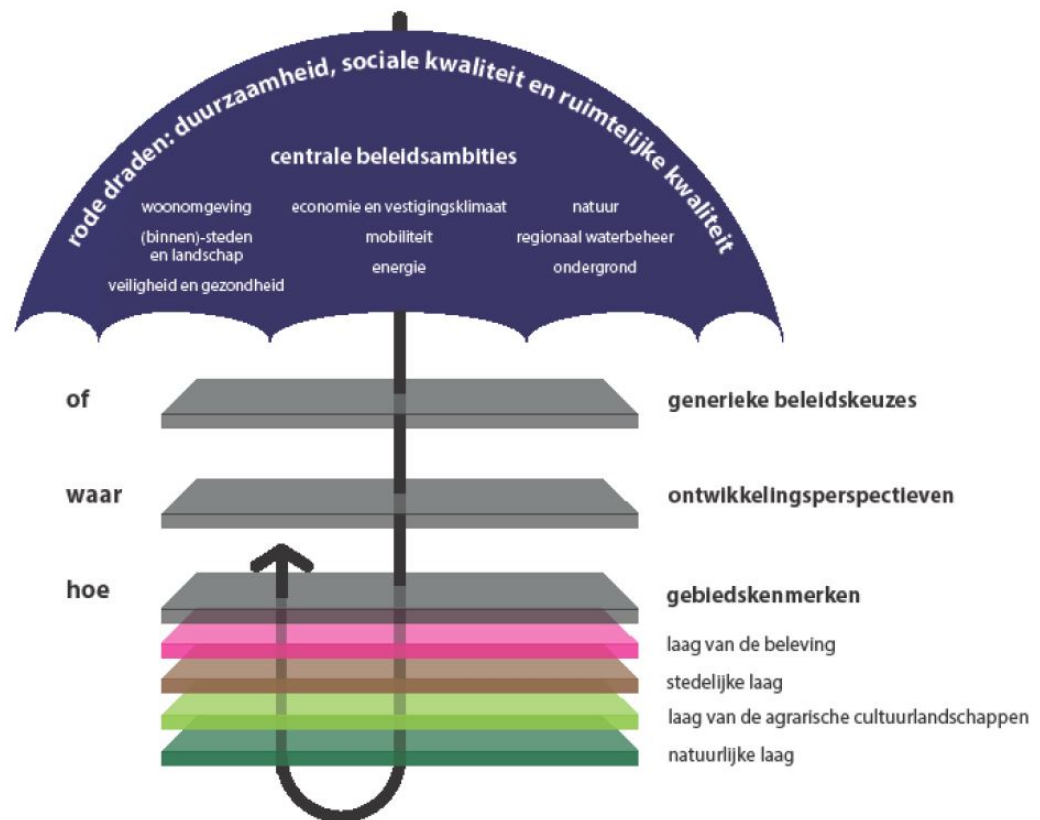 rode draden: duurzaamheid, sociale kwaliteit en ruimtelijke kwaliteit
centrale beleidsambities
woonomgeving
(binnen)-steden
en landschap
veiligheid en gezondheid
economie en vestigingsklimaat
mobiliteit
energie
natuur
regionaal waterbeheer
ondergrond
of
generieke beleidskeuzes
waar
ontwikkelingsperspectieven
hoe
gebiedskenmerken
laag van de beleving
stedelijke laag
laag van de agrarische cultuurlandschappen
natuurlijke laag